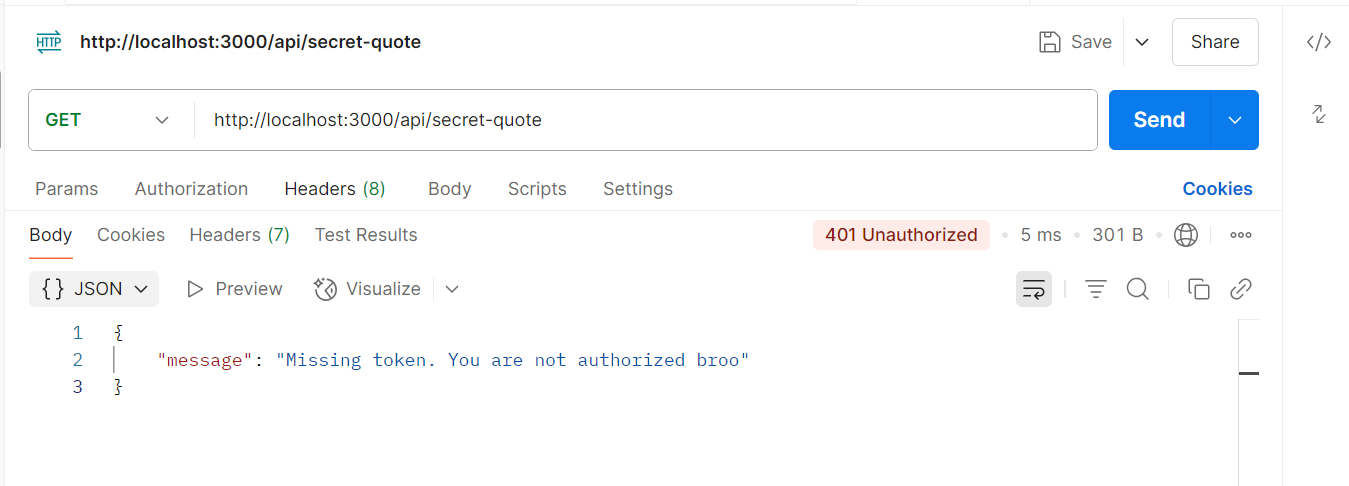 HTTP http://localhost:3000/api/secret-quote Save Share </>
GET http://localhost:3000/api/secret-quote Send
Params Authorization Headers (8) Body Scripts Settings Cookies
Body Cookies Headers (7) Test Results 401 Unauthorized • 5 ms • 301 B •
{} JSON Preview Visualize
1 {
2 "message": "Missing token. You are not authorized broo"
3 }